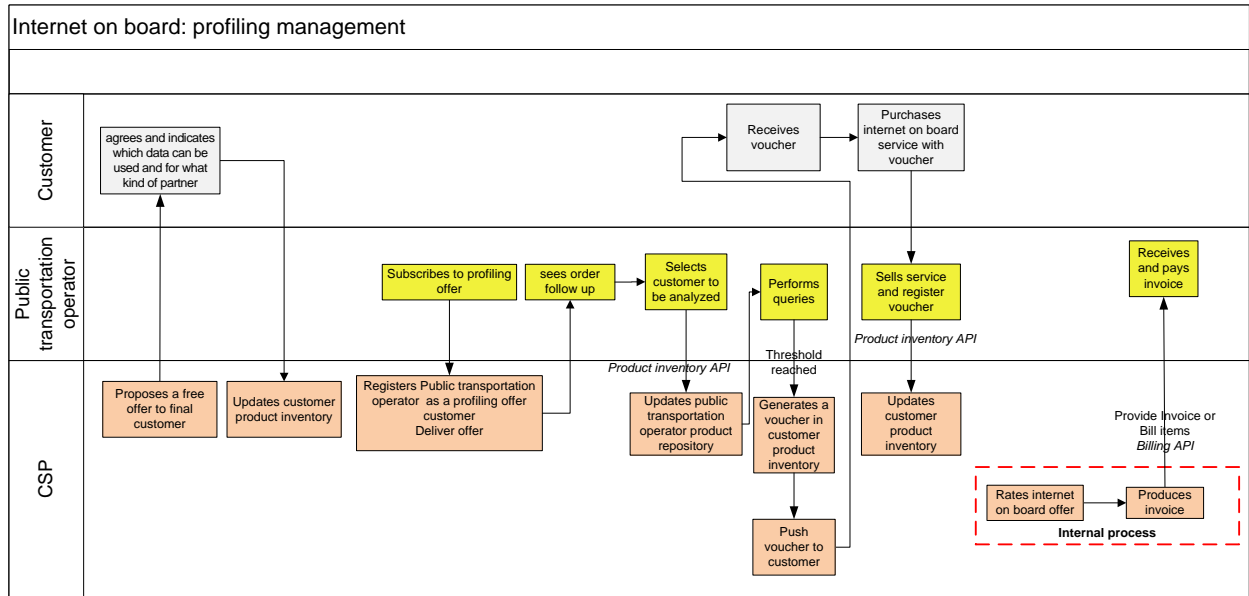 Internet on board: profiling management
Customer
agrees and indicates
which data can be
used and for what
kind of partner
Receives
voucher
Purchases
internet on board
service with
voucher
Public
transportation
operator
Subscribes to profiling
offer
sees order
follow up
Selects
customer to
be analyzed
Performs
queries
Sells service
and register
voucher
Receives
and pays
invoice
Product inventory API
Threshold
reached
Product inventory API
CSP
Proposes a free
offer to final
customer
Updates customer
product inventory
Registers Public transportation
operator as a profiling offer
customer
Deliver offer
Updates public
transportation
operator product
repository
Generates a
voucher in
customer
product
inventory
Updates
customer
product
inventory
Provide Invoice or
Bill items
Billing API
Rates internet
on board offer
Produces
invoice
Internal process
Push
voucher to
customer